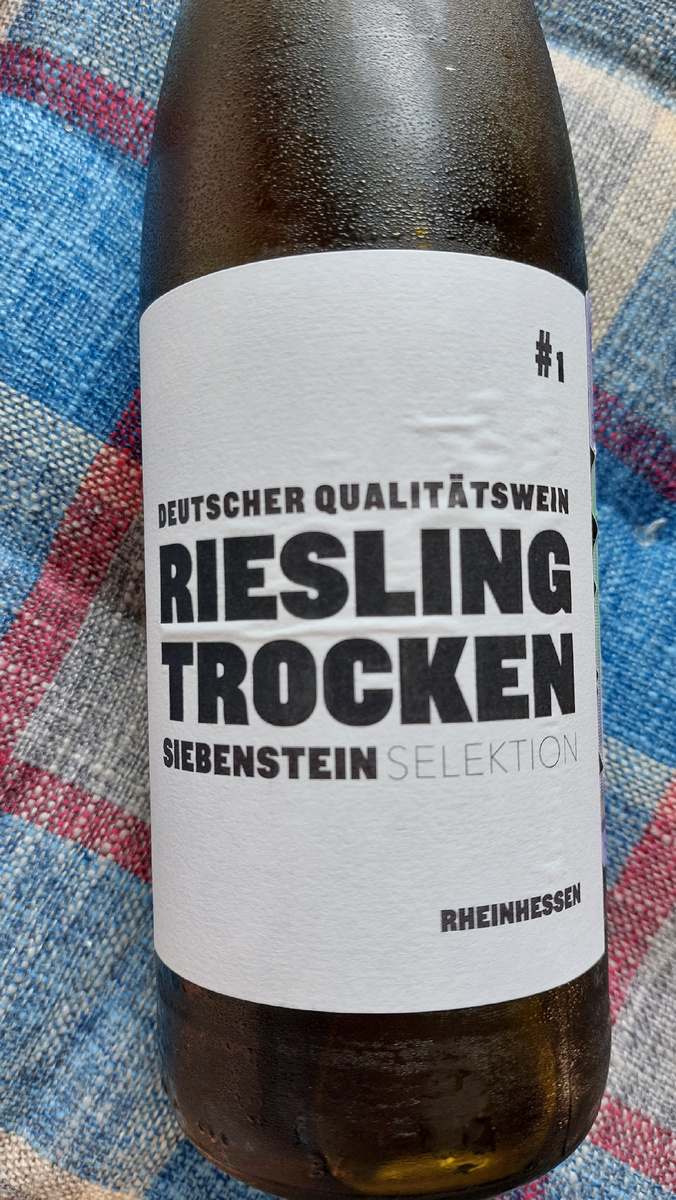 #1
DEUTSCHER QUALITÄTSWEIN
RIESLING
TROCKEN
SIEBENSTEIN SELEKTION
RHEINHESSEN